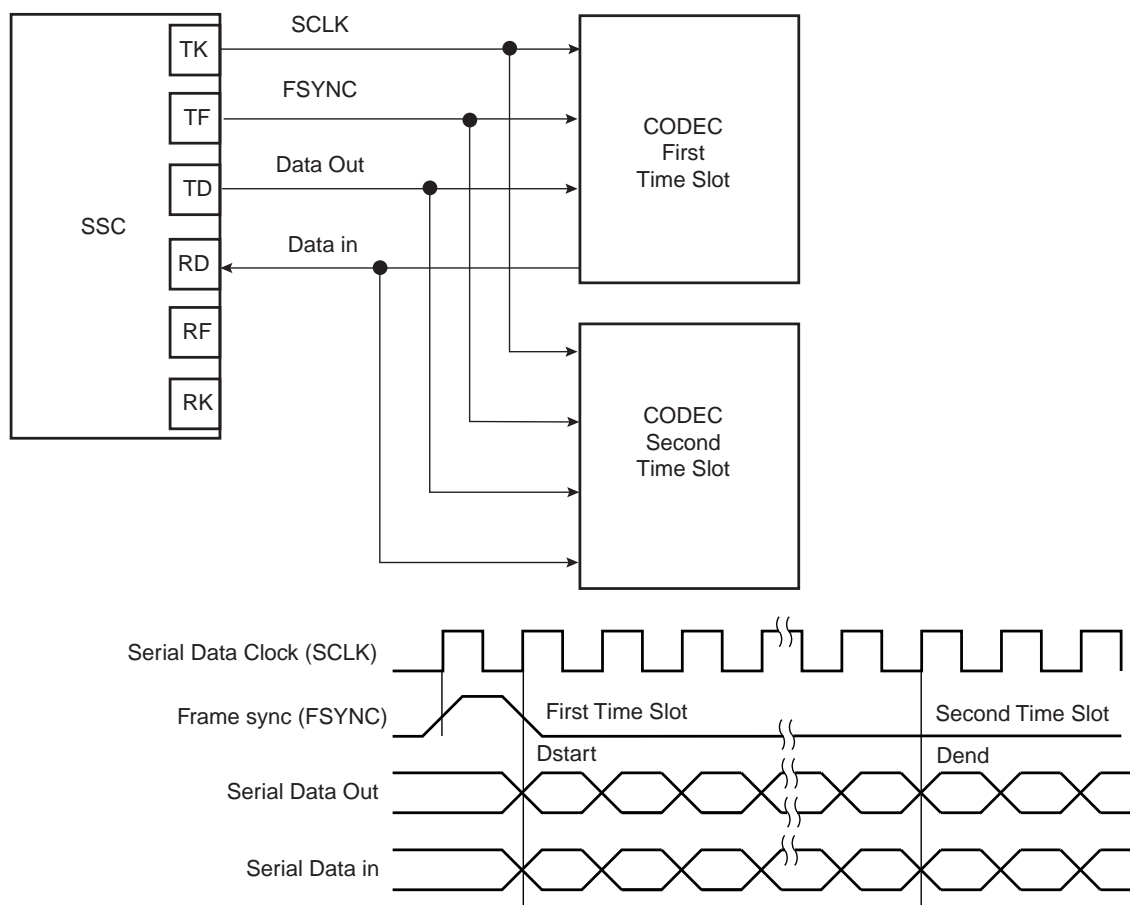 SSC
TK
TF
TD
RD
RF
RK
SCLK
FSYNC
Data Out
Data in
CODEC
First
Time Slot
CODEC
Second
Time Slot
Serial Data Clock (SCLK)
Frame sync (FSYNC)
First Time Slot
Second Time Slot
Dstart
Dend
Serial Data Out
Serial Data in